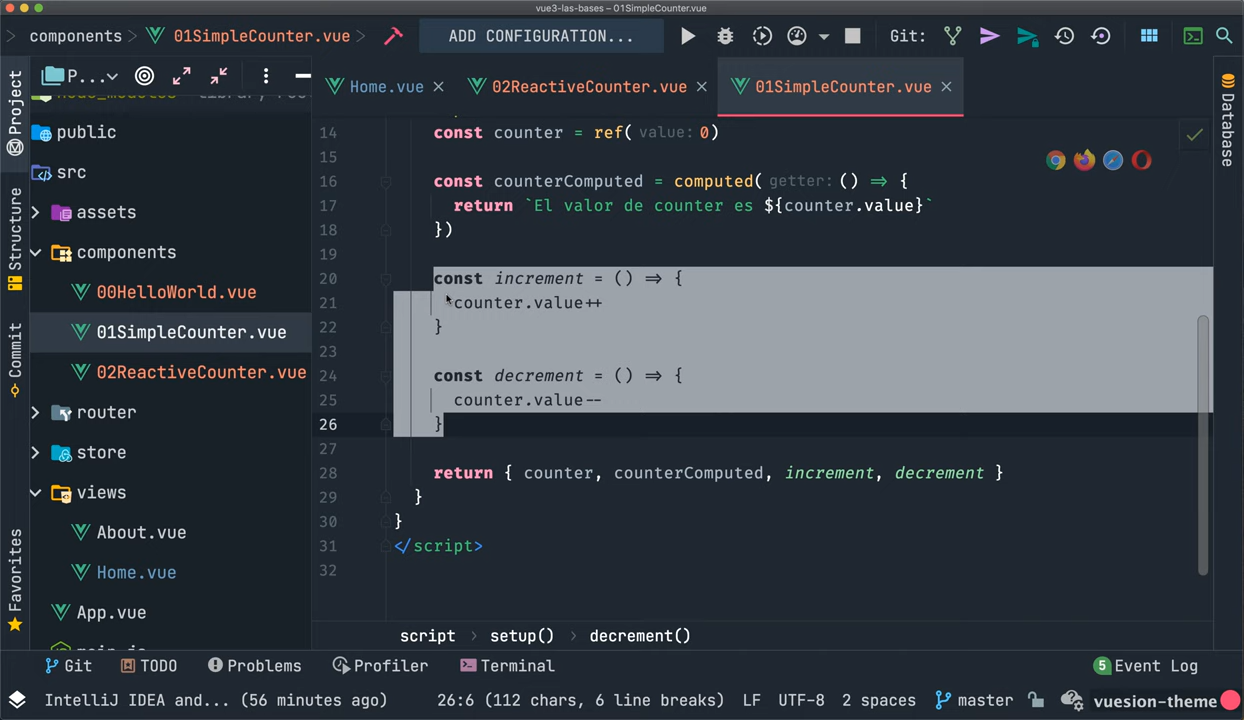 vue3-las-bases – 01SimpleCounter.vue
components 01SimpleCounter.vue ADD CONFIGURATION... Git:
P... Home.vue 02ReactiveCounter.vue 01SimpleCounter.vue
Project
Structure
Commit
Favorites
Database
public
src
assets
components
00HelloWorld.vue
01SimpleCounter.vue
02ReactiveCounter.vue
router
store
views
About.vue
Home.vue
App.vue
14 const counter = ref( value: 0)
15
16 const counterComputed = computed( getter: () => {
17 return `El valor de counter es ${counter.value}`
18 })
19
20 const increment = () => {
21 counter.value++
22 }
23
24 const decrement = () => {
25 counter.value--
26 }
27
28 return { counter, counterComputed, increment, decrement }
29 }
30 }
31 </script>
32
script › setup() › decrement()
Git TODO Problems Profiler Terminal 5 Event Log
IntelliJ IDEA and... (56 minutes ago) 26:6 (112 chars, 6 line breaks) LF UTF-8 2 spaces master vuesion-theme